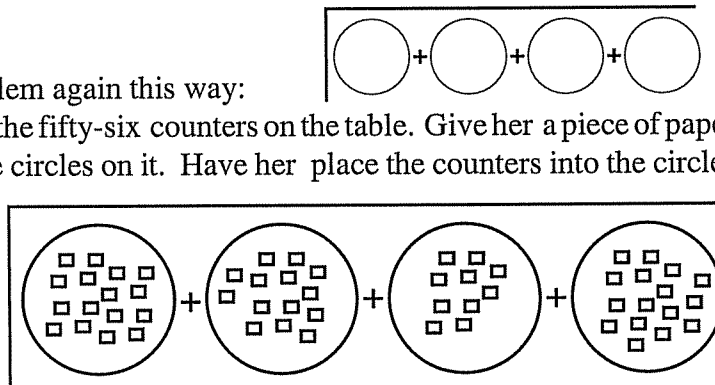 + + +
lem again this way:
the fifty-six counters on the table. Give her a piece of pape
e circles on it. Have her place the counters into the circle
+ + +